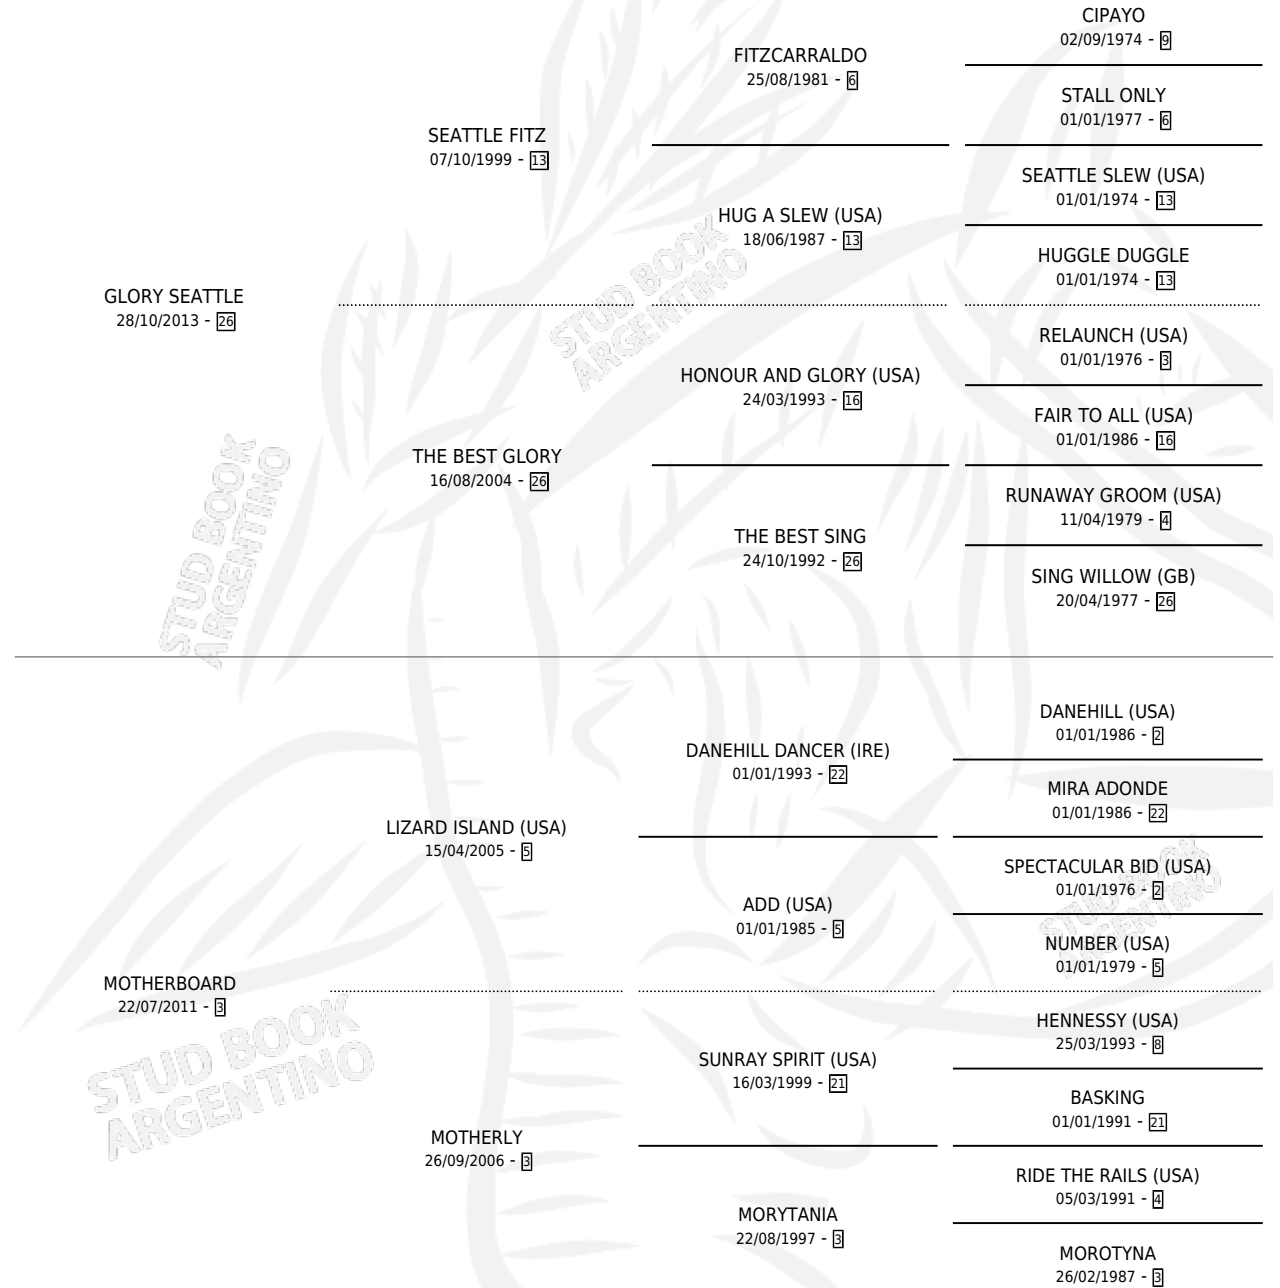 CIPAYO
02/09/1974 - 9
FITZCARRALDO
25/08/1981 - 6
STALL ONLY
01/01/1977 - 6
SEATTLE FITZ
07/10/1999 - 13
SEATTLE SLEW (USA)
01/01/1974 - 13
HUG A SLEW (USA)
18/06/1987 - 13
HUGGLE DUGGLE
01/01/1974 - 13
GLORY SEATTLE
28/10/2013 - 26
STUD BOOK
ARGENTINO
RELAUNCH (USA)
01/01/1976 - 3
HONOUR AND GLORY (USA)
24/03/1993 - 16
FAIR TO ALL (USA)
01/01/1986 - 16
THE BEST GLORY
16/08/2004 - 26
RUNAWAY GROOM (USA)
11/04/1979 - 4
THE BEST SING
24/10/1992 - 26
SING WILLOW (GB)
20/04/1977 - 26
STUD BOOK
ARGENTINO
DANEHILL (USA)
01/01/1986 - 2
DANEHILL DANCER (IRE)
01/01/1993 - 22
MIRA ADONDE
01/01/1986 - 22
LIZARD ISLAND (USA)
15/04/2005 - 5
SPECTACULAR BID (USA)
01/01/1976 - 2
ADD (USA)
01/01/1985 - 5
STUD BOOK
ARGENTINO
NUMBER (USA)
01/01/1979 - 5
MOTHERBOARD
22/07/2011 - 3
HENNESSY (USA)
25/03/1993 - 8
SUNRAY SPIRIT (USA)
16/03/1999 - 21
STUD BOOK
ARGENTINO
BASKING
01/01/1991 - 21
MOTHERLY
26/09/2006 - 3
RIDE THE RAILS (USA)
05/03/1991 - 4
MORYTANIA
22/08/1997 - 3
MOROTYNA
26/02/1987 - 3